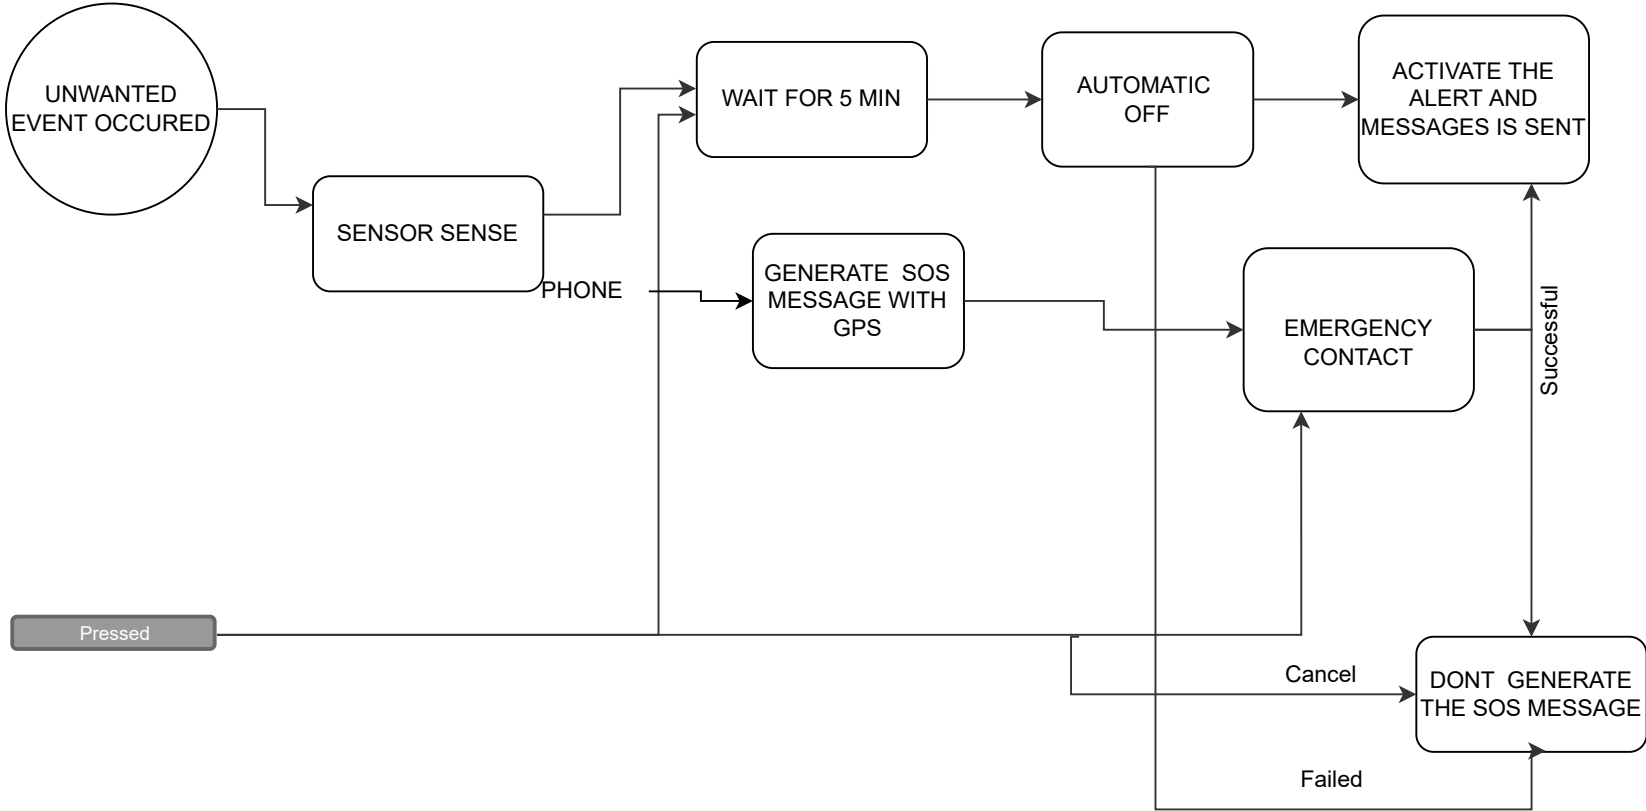 UNWANTED
EVENT OCCURED
SENSOR SENSE
WAIT FOR 5 MIN
AUTOMATIC
OFF
ACTIVATE THE
ALERT AND
MESSAGES IS SENT
PHONE
GENERATE SOS
MESSAGE WITH
GPS
EMERGENCY
CONTACT
Successful
Pressed
Cancel
DONT GENERATE
THE SOS MESSAGE
Failed